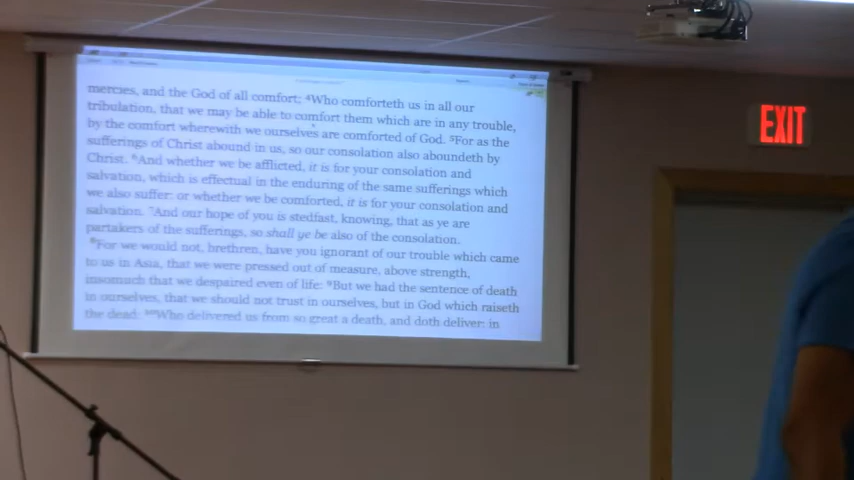 mercies, and the God of all comfort; ⁴Who comforteth us in all our
tribulation, that we may be able to comfort them which are in any trouble,
by the comfort wherewith we ourselves are comforted of God. ⁵For as the
sufferings of Christ abound in us, so our consolation also aboundeth by
Christ. ⁶And whether we be afflicted, it is for your consolation and
salvation, which is effectual in the enduring of the same sufferings which
we also suffer: or whether we be comforted, it is for your consolation and
salvation. ⁷And our hope of you is stedfast, knowing, that as ye are
partakers of the sufferings, so shall ye be also of the consolation.
⁸For we would not, brethren, have you ignorant of our trouble which came
to us in Asia, that we were pressed out of measure, above strength,
insomuch that we despaired even of life: ⁹But we had the sentence of death
in ourselves, that we should not trust in ourselves, but in God which raiseth
the dead: ¹⁰Who delivered us from so great a death, and doth deliver: in
EXIT